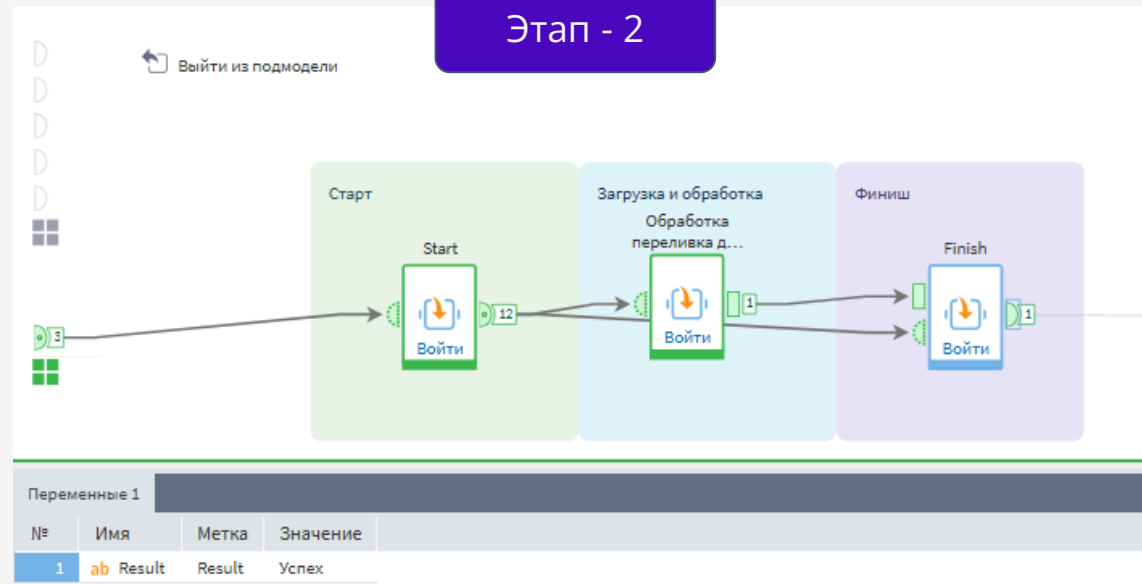 Этап - 2
Выйти из подмодели
Старт
Загрузка и обработка
Финиш
Start
Обработка
переливка д...
Finish
3
12
1
1
Войти
Войти
Войти
Переменные 1
№ Имя Метка Значение
1 ab Result Result Успех